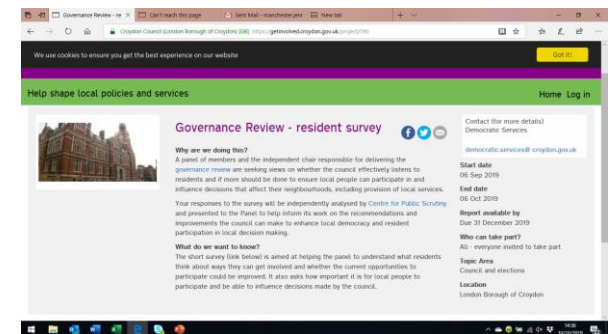 Governance Review - re
Can't reach this page
Sent Mail - manchester.jera
New tab
Croydon Council (London Borough of Croydon) [GB]
https://getinvolved.croydon.gov.uk/project/590
We use cookies to ensure you get the best experience on our website
Got it!
Help shape local policies and services
Home Log in
Governance Review - resident survey
Why are we doing this?
A panel of members and the independent chair responsible for delivering the
governance review are seeking views on whether the council effectively listens to
residents and if more should be done to ensure local people can participate in and
influence decisions that affect their neighbourhoods, including provision of local services.
Your responses to the survey will be independently analysed by Centre for Public Scrutiny
and presented to the Panel to help inform its work on the recommendations and
improvements the council can make to enhance local democracy and resident
participation in local decision making.
What do we want to know?
The short survey (link below) is aimed at helping the panel to understand what residents
think about ways they can get involved and whether the current opportunities to
participate could be improved. It also asks how important it is for local people to
participate and be able to influence decisions made by the council.
Contact (for more details)
Democratic Services
democratic.services@ croydon.gov.uk
Start date
06 Sep 2019
End date
06 Oct 2019
Report available by
Due 31 December 2019
Who can take part?
All - everyone invited to take part
Topic Area
Council and elections
Location
London Borough of Croydon
14:36